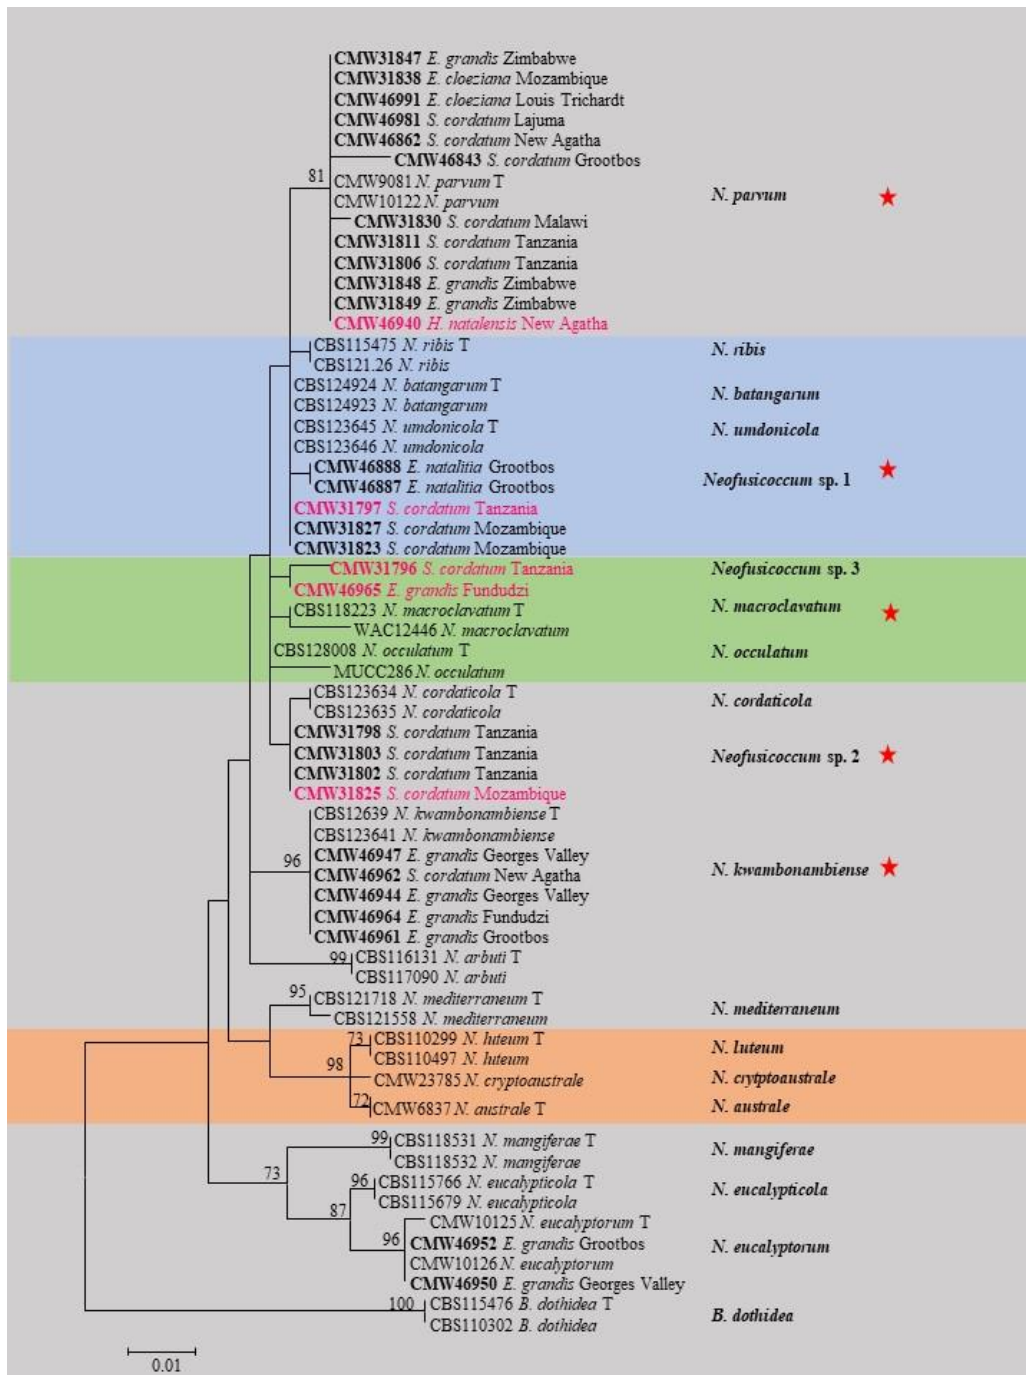 CMW31847 E. grandis Zimbabwe
CMW31838 E. cloeziana Mozambique
CMW46991 E. cloeziana Louis Trichardt
CMW46981 S. cordatum Lajuma
CMW46862 S. cordatum New Agatha
CMW46843 S. cordatum Grootbos
81
CMW9081 N. parvum T
CMW10122 N. parvum
N. parvum
CMW31830 S. cordatum Malawi
CMW31811 S. cordatum Tanzania
CMW31806 S. cordatum Tanzania
CMW31848 E. grandis Zimbabwe
CMW31849 E. grandis Zimbabwe
CMW46940 H. natalensis New Agatha
CBS115475 N. ribis T
N. ribis
CBS121.26 N. ribis
CBS124924 N. batangarum T
N. batangarum
CBS124923 N. batangarum
CBS123645 N. umdonicola T
N. umdonicola
CBS123646 N. umdonicola
CMW46888 E. natalitia Grootbos
Neofusicoccum sp. 1
CMW46887 E. natalitia Grootbos
CMW31797 S. cordatum Tanzania
CMW31827 S. cordatum Mozambique
CMW31823 S. cordatum Mozambique
CMW31796 S. cordatum Tanzania
Neofusicoccum sp. 3
CMW46965 E. grandis Fundudzi
CBS118223 N. macroclavatum T
N. macroclavatum
WAC12446 N. macroclavatum
CBS128008 N. occulatum T
N. occulatum
MUCC286 N. occulatum
CBS123634 N. cordaticola T
N. cordaticola
CBS123635 N. cordaticola
CMW31798 S. cordatum Tanzania
CMW31803 S. cordatum Tanzania
Neofusicoccum sp. 2
CMW31802 S. cordatum Tanzania
CMW31825 S. cordatum Mozambique
CBS12639 N. kwambonambiense T
CBS123641 N. kwambonambiense
96
CMW46947 E. grandis Georges Valley
CMW46962 S. cordatum New Agatha
N. kwambonambiense
CMW46944 E. grandis Georges Valley
CMW46964 E. grandis Fundudzi
CMW46961 E. grandis Grootbos
99
CBS116131 N. arbuti T
CBS117090 N. arbuti
95
CBS121718 N. mediterraneum T
N. mediterraneum
CBS121558 N. mediterraneum
73
CBS110299 N. luteum T
N. luteum
CBS110497 N. luteum
98
CMW23785 N. cryptoaustrale
N. crytptoaustrale
72
CMW6837 N. australe T
N. australe
99
CBS118531 N. mangiferae T
N. mangiferae
CBS118532 N. mangiferae
73
96
CBS115766 N. eucalypticola T
N. eucalypticola
CBS115679 N. eucalypticola
87
CMW10125 N. eucalyptorum T
96
CMW46952 E. grandis Grootbos
N. eucalyptorum
CMW10126 N. eucalyptorum
CMW46950 E. grandis Georges Valley
100
CBS115476 B. dothidea T
B. dothidea
CBS110302 B. dothidea
0.01